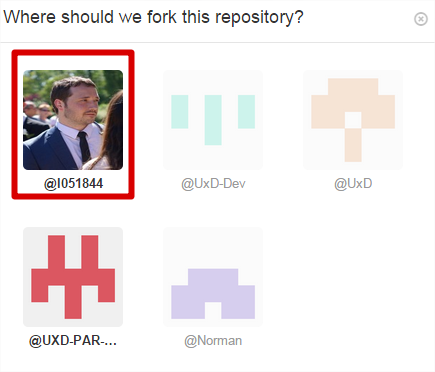 Where should we fork this repository?
@I051844
@UxD-Dev
@UxD
@UXD-PAR-...
@Norman